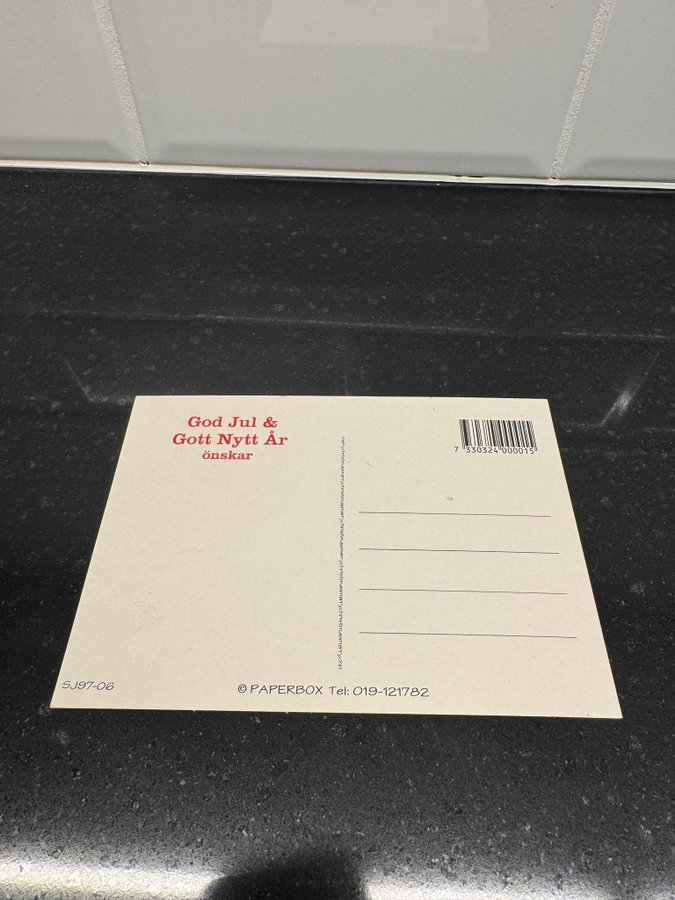 God Jul &
Gott Nytt År
önskar
7 330324 000015
SJ97-06
© PAPERBOX Tel: 019-121782